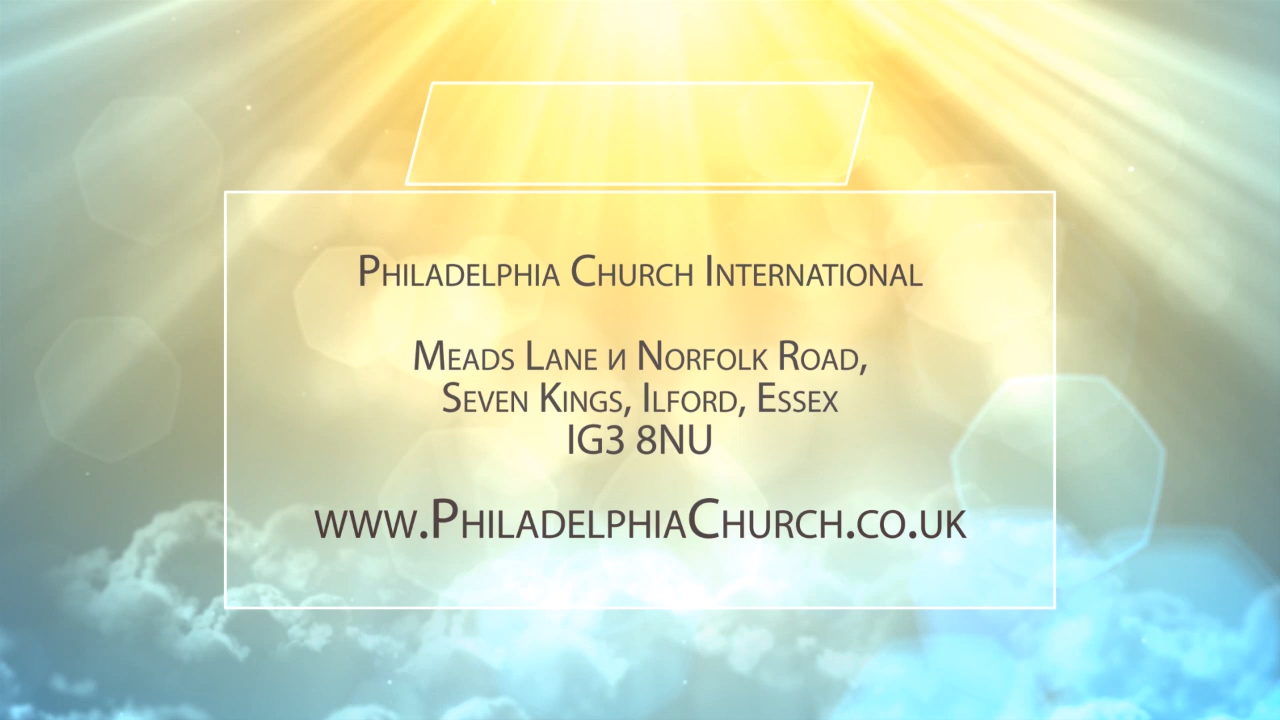 Philadelphia Church International
Meads Lane и Norfolk Road,
Seven Kings, Ilford, Essex
IG3 8NU
www.PhiladelphiaChurch.co.uk